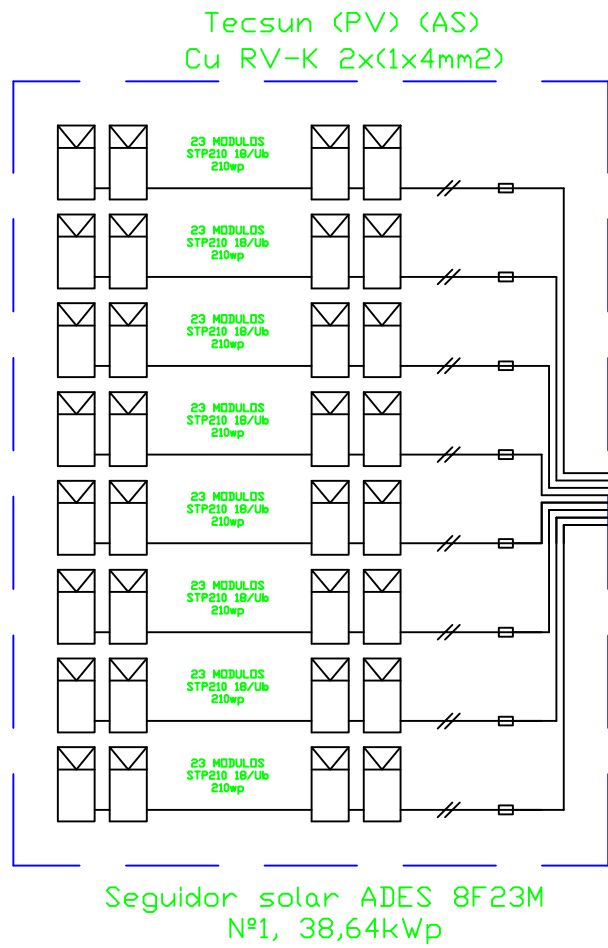 Tecsun (PV) (AS)
Cu RV-K 2x(1x4mm2)
23 MODULOS
STP210 18/Ub
210wp
23 MODULOS
STP210 18/Ub
210wp
23 MODULOS
STP210 18/Ub
210wp
23 MODULOS
STP210 18/Ub
210wp
23 MODULOS
STP210 18/Ub
210wp
23 MODULOS
STP210 18/Ub
210wp
23 MODULOS
STP210 18/Ub
210wp
23 MODULOS
STP210 18/Ub
210wp
Seguidor solar ADES 8F23M
Nº1, 38,64kWp